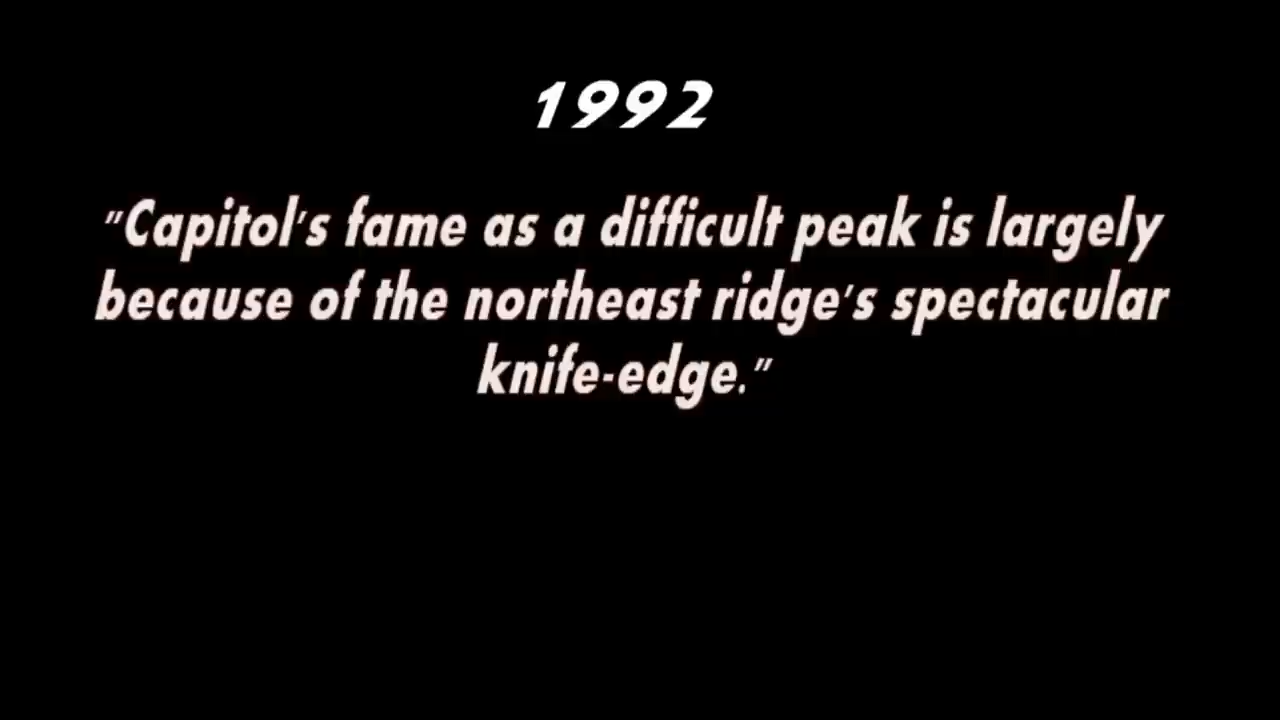 1992
"Capitol's fame as a difficult peak is largely
because of the northeast ridge's spectacular
knife-edge."